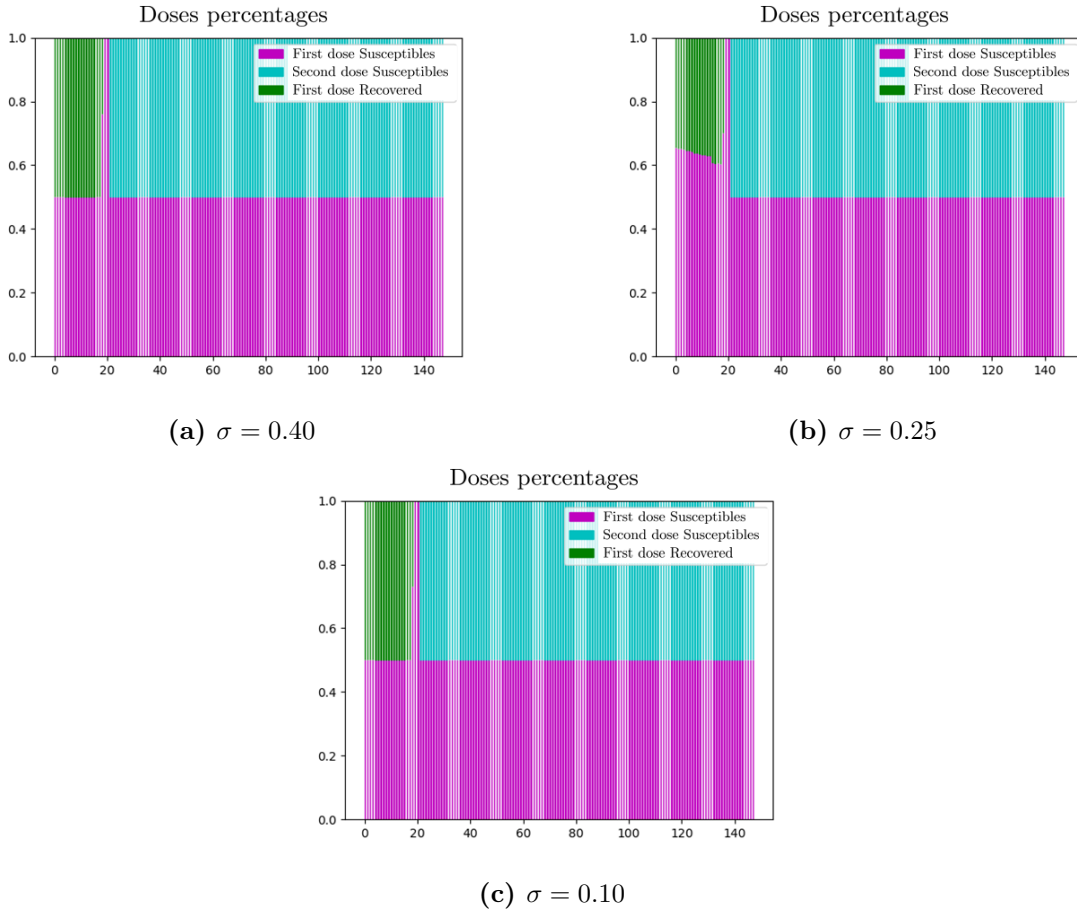 Doses percentages
1.0
0.8
0.6
0.4
0.2
0.0
0 20 40 60 80 100 120 140
First dose Susceptibles
Second dose Susceptibles
First dose Recovered
(a) σ = 0.40
Doses percentages
1.0
0.8
0.6
0.4
0.2
0.0
0 20 40 60 80 100 120 140
First dose Susceptibles
Second dose Susceptibles
First dose Recovered
(b) σ = 0.25
Doses percentages
1.0
0.8
0.6
0.4
0.2
0.0
0 20 40 60 80 100 120 140
First dose Susceptibles
Second dose Susceptibles
First dose Recovered
(c) σ = 0.10